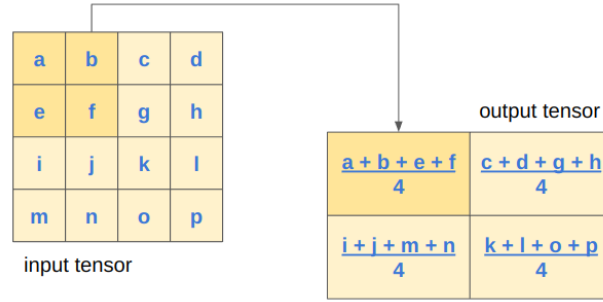 a b c d
e f g h
i j k l
m n o p
input tensor
output tensor
a + b + e + f
4
c + d + g + h
4
i + j + m + n
4
k + l + o + p
4